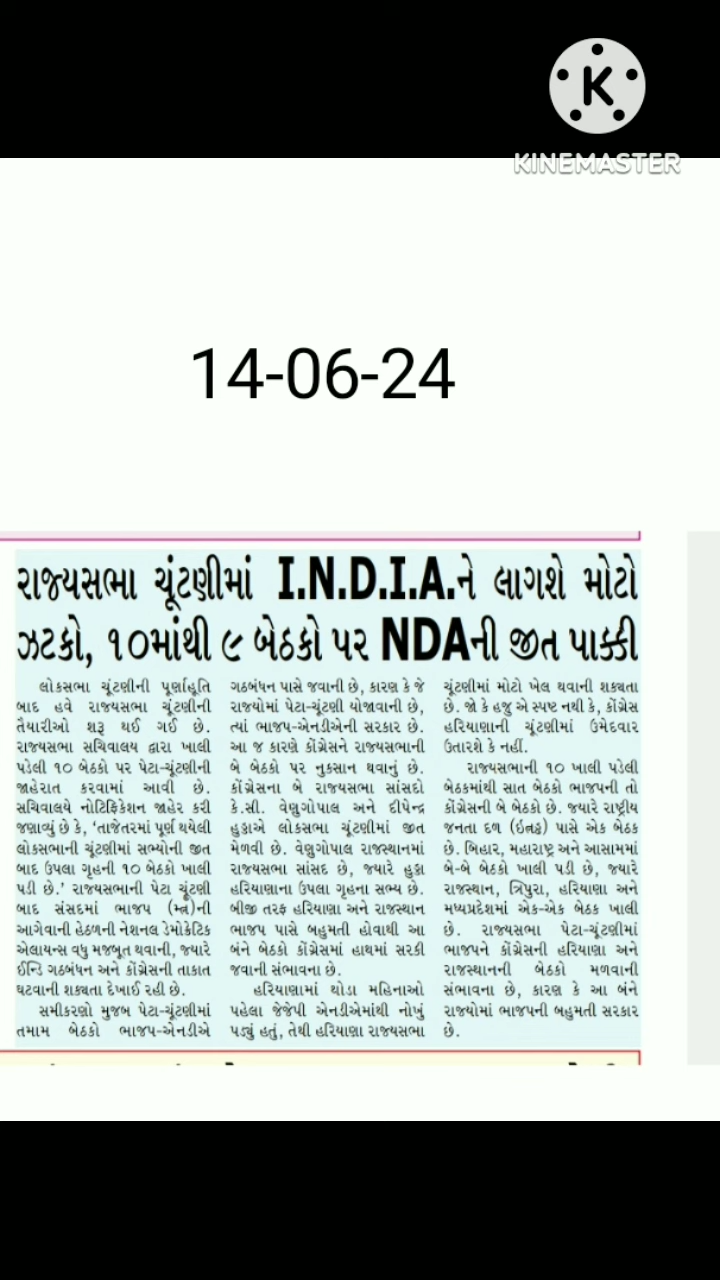 K
KINEMASTER
14-06-24
રાજ્યસભા ચૂંટણીમાં I.N.D.I.A.ને લાગશે મોટો
ઝટકો, ૧૦માંથી ૯ બેઠકો પર NDAની જીત પાક્કી
લોકસભા ચૂંટણીની પૂર્ણાહૂતિ
બાદ હવે રાજ્યસભા ચૂંટણીની
તૈયારીઓ શરૂ થઈ ગઈ છે.
રાજ્યસભા સચિવાલય દ્વારા ખાલી
પડેલી ૧૦ બેઠકો પર પેટા-ચૂંટણીની
જાહેરાત કરવામાં આવી છે.
સચિવાલયે નોટિફિકેશન જાહેર કરી
જણાવ્યું છે કે, ‘તાજેતરમાં પૂર્ણ થયેલી
લોકસભાની ચૂંટણીમાં સભ્યોની જીત
બાદ ઉપલા ગૃહની ૧૦ બેઠકો ખાલી
પડી છે.’ રાજ્યસભાની પેટા ચૂંટણી
બાદ સંસદમાં ભાજપ ની
આગેવાની હેઠળની નેશનલ ડેમોક્રેટિક
એલાયન્સ વધુ મજબૂત થવાની, જ્યારે
ઈન્ડિ ગઠબંધન અને કોંગ્રેસની તાકાત
ઘટવાની શક્યતા દેખાઈ રહી છે.
સમીકરણો મુજબ પેટા-ચૂંટણીમાં
તમામ બેઠકો ભાજપ-એનડીએ
ગઠબંધન પાસે જવાની છે, કારણ કે જે
રાજ્યોમાં પેટા-ચૂંટણી યોજાવાની છે,
ત્યાં ભાજપ-એનડીએની સરકાર છે.
આ જ કારણે કોંગ્રેસને રાજ્યસભાની
બે બેઠકો પર નુકસાન થવાનું છે.
કોંગ્રેસના બે રાજ્યસભા સાંસદો
કે.સી. વેણુગોપાલ અને દીપેન્દ્ર
હુડ્ડાએ લોકસભા ચૂંટણીમાં જીત
મેળવી છે. વેણુગોપાલ રાજસ્થાનમાં
રાજ્યસભા સાંસદ છે, જ્યારે હુડ્ડા
હરિયાણાના ઉપલા ગૃહના સભ્ય છે.
બીજી તરફ હરિયાણા અને રાજસ્થાન
ભાજપ પાસે બહુમતી હોવાથી આ
બંને બેઠકો કોંગ્રેસમાં હાથમાં સરકી
જવાની સંભાવના છે.
હરિયાણામાં થોડા મહિનાઓ
પહેલા જેજેપી એનડીએમાંથી નોખું
પડ્યું હતું, તેથી હરિયાણા રાજ્યસભા
ચૂંટણીમાં મોટો ખેલ થવાની શક્યતા
છે. જો કે હજુ એ સ્પષ્ટ નથી કે, કોંગ્રેસ
હરિયાણાની ચૂંટણીમાં ઉમેદવાર
ઉતારશે કે નહીં.
રાજ્યસભાની ૧૦ ખાલી પડેલી
બેઠકમાંથી સાત બેઠકો ભાજપની તો
કોંગ્રેસની બે બેઠકો છે. જ્યારે રાષ્ટ્રીય
જનતા દળ પાસે એક બેઠક
છે. બિહાર, મહારાષ્ટ્ર અને આસામમાં
બે-બે બેઠકો ખાલી પડી છે, જ્યારે
રાજસ્થાન, ત્રિપુરા, હરિયાણા અને
મધ્યપ્રદેશમાં એક-એક બેઠક ખાલી
છે. રાજ્યસભા પેટા-ચૂંટણીમાં
ભાજપને કોંગ્રેસની હરિયાણા અને
રાજસ્થાનની બેઠકો મળવાની
સંભાવના છે, કારણ કે આ બંને
રાજ્યોમાં ભાજપની બહુમતી સરકાર
છે.